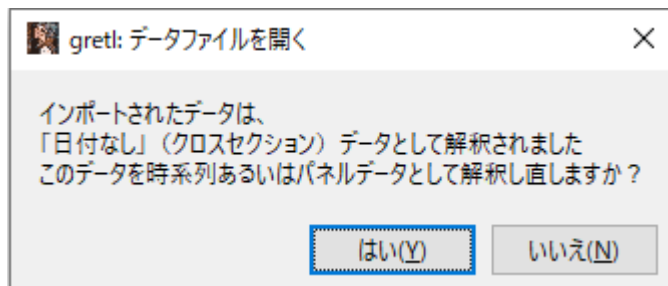 gretl: データファイルを開く
インポートされたデータは、
「日付なし」（クロスセクション）データとして解釈されました
このデータを時系列あるいはパネルデータとして解釈し直しますか？
はい(Y) いいえ(N)